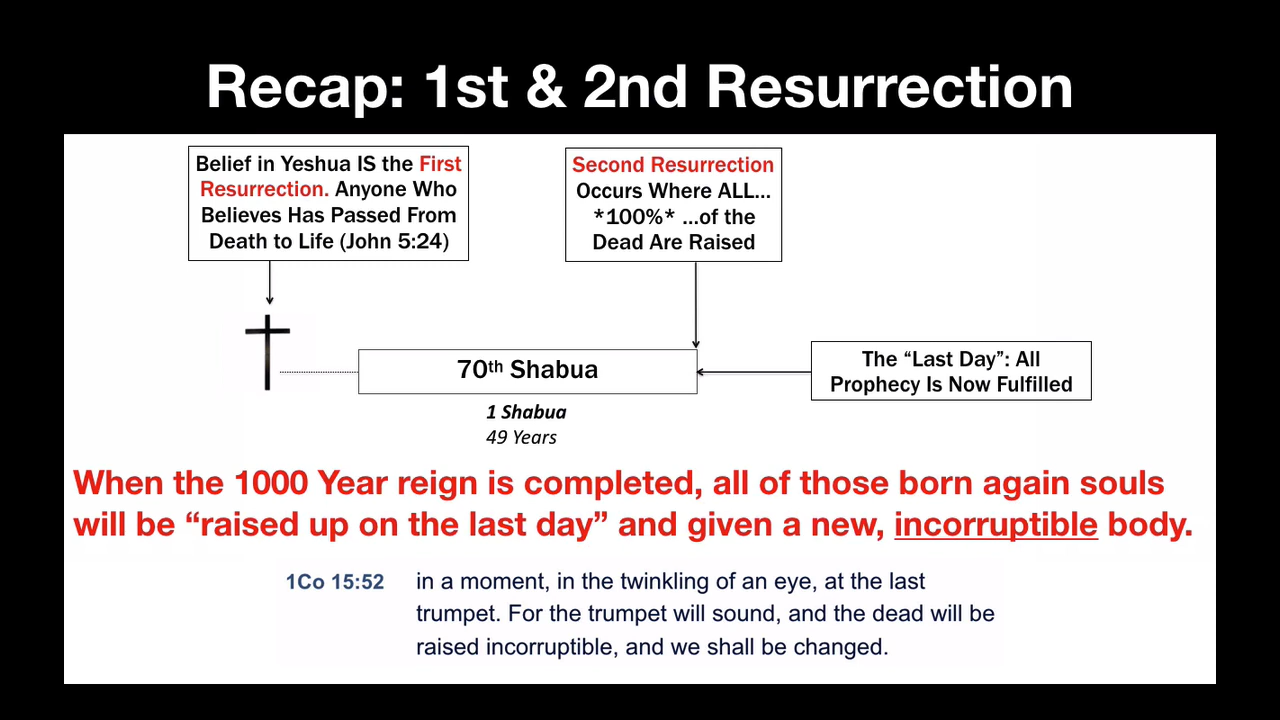 Recap: 1st & 2nd Resurrection
Belief in Yeshua IS the First
Resurrection. Anyone Who
Believes Has Passed From
Death to Life (John 5:24)
Second Resurrection
Occurs Where ALL...
*100%* ...of the
Dead Are Raised
70th Shabua
The “Last Day”: All
Prophecy Is Now Fulfilled
1 Shabua
49 Years
When the 1000 Year reign is completed, all of those born again souls
will be “raised up on the last day” and given a new, incorruptible body.
1Co 15:52 in a moment, in the twinkling of an eye, at the last
trumpet. For the trumpet will sound, and the dead will be
raised incorruptible, and we shall be changed.